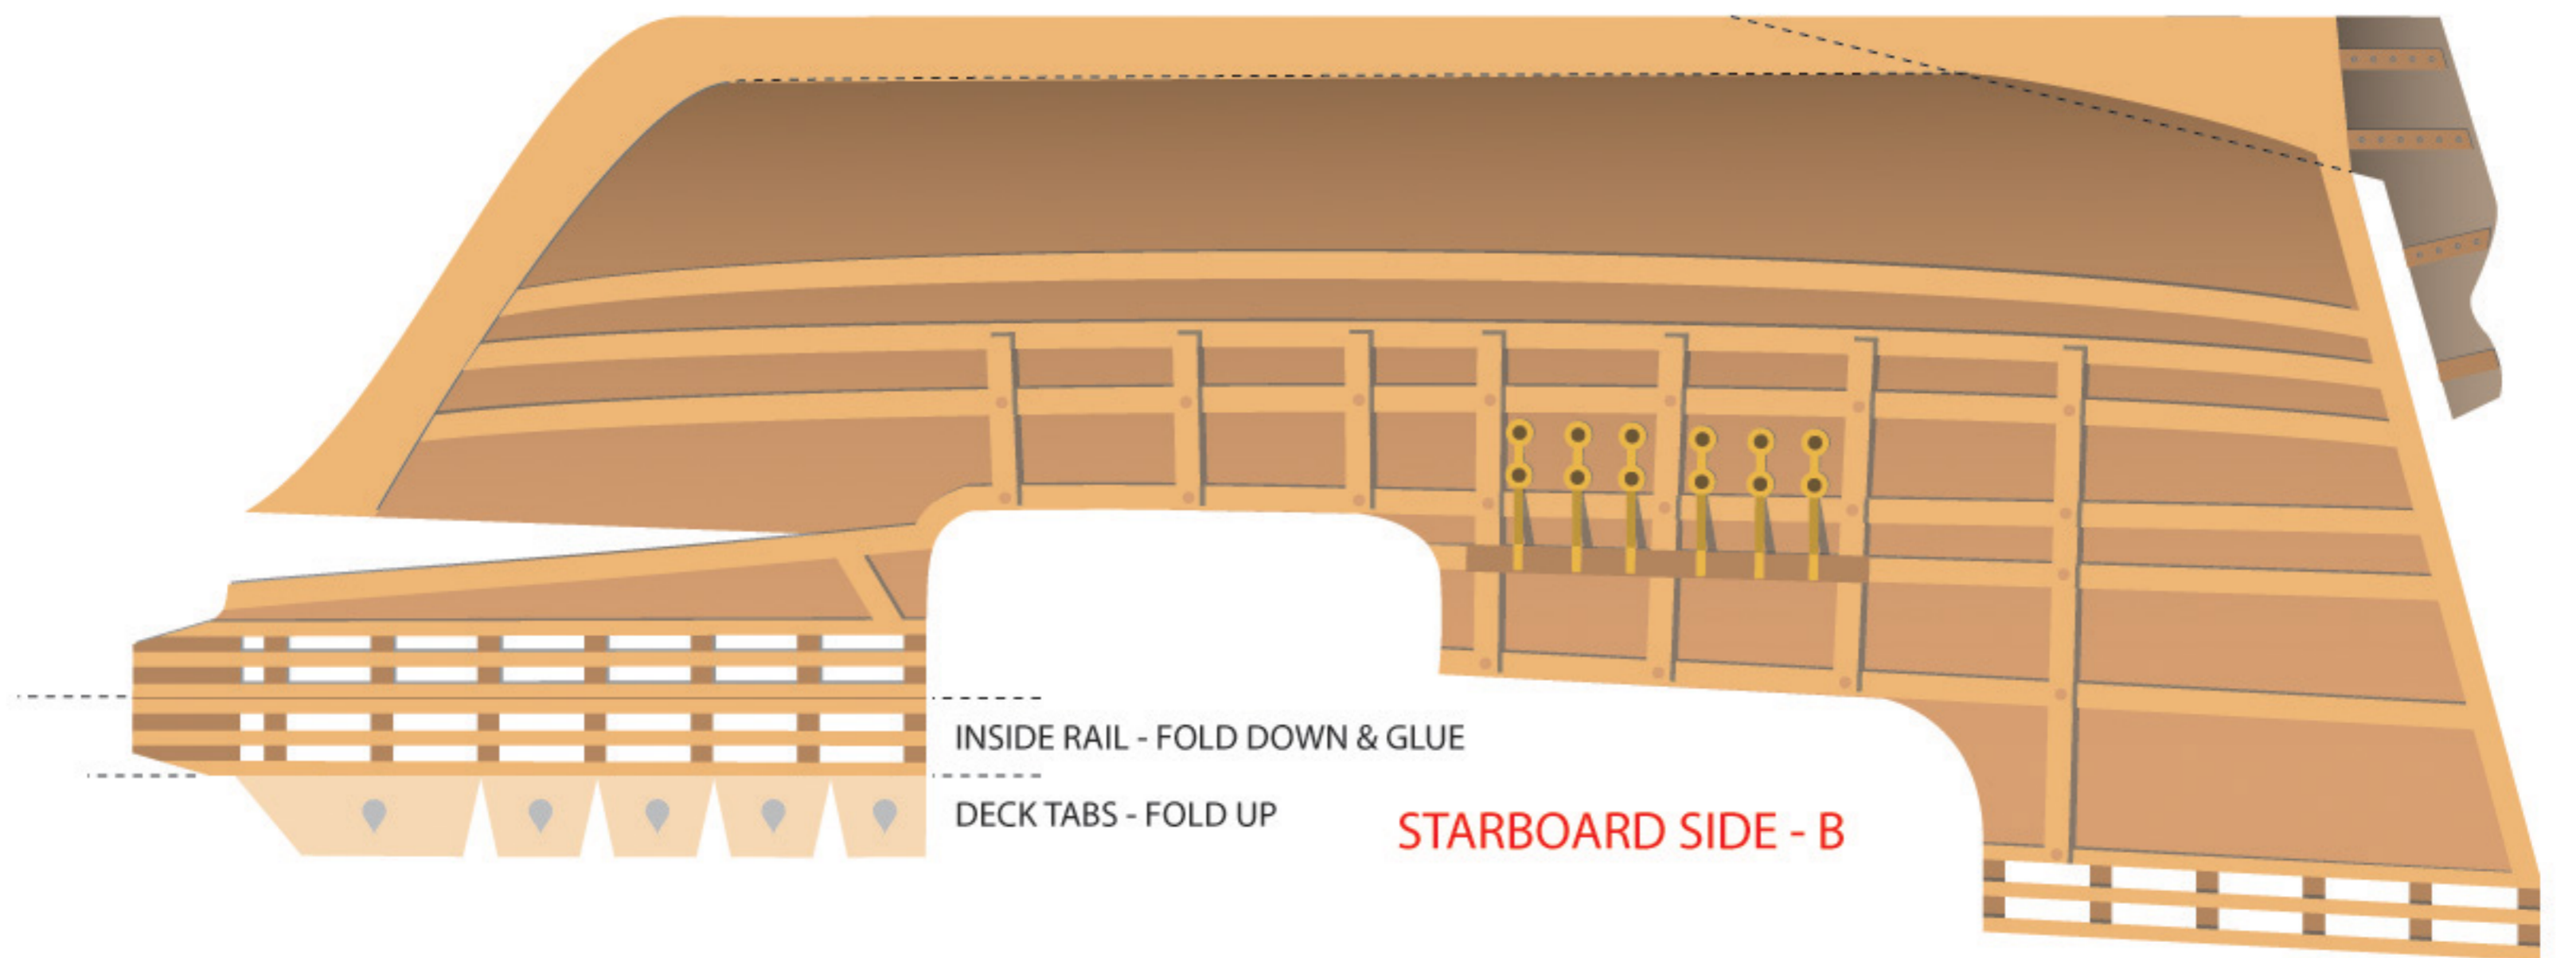 INSIDE RAIL - FOLD DOWN & GLUE
DECK TABS - FOLD UP
STARBOARD SIDE - B